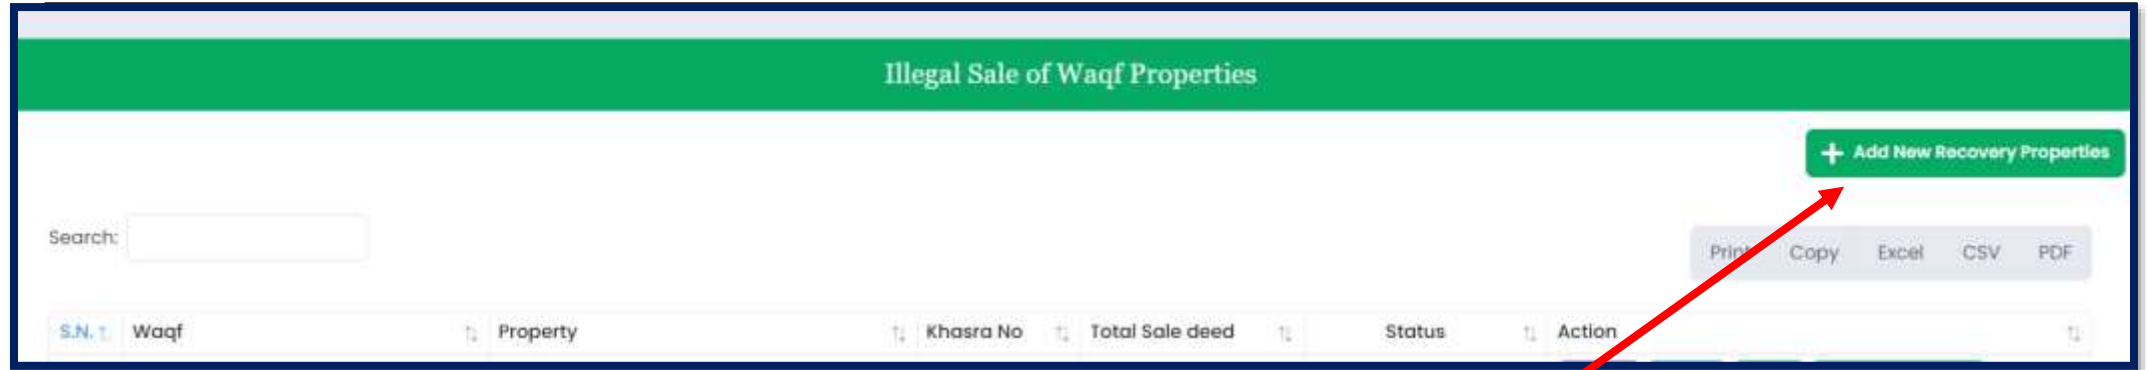 Illegal Sale of Waqf Properties
+ Add New Recovery Properties
Search:
Print Copy Excel CSV PDF
S.N. Waqf Property Khasra No Total Sale deed Status Action